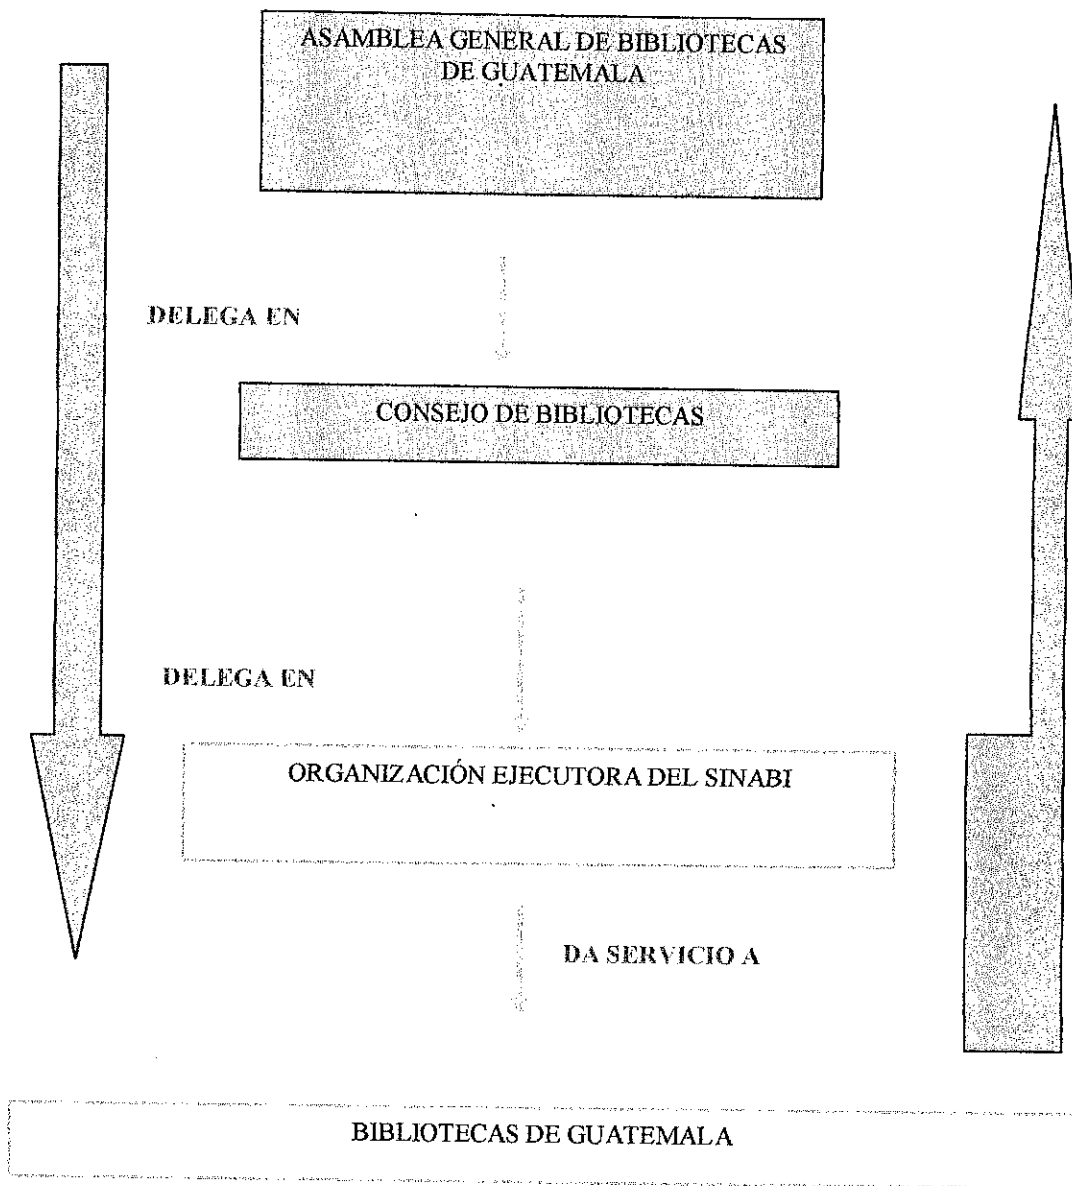 ASAMBLEA GENERAL DE BIBLIOTECAS
DE GUATEMALA
DELEGA EN
CONSEJO DE BIBLIOTECAS
DELEGA EN
ORGANIZACIÓN EJECUTORA DEL SINABI
DA SERVICIO A
BIBLIOTECAS DE GUATEMALA